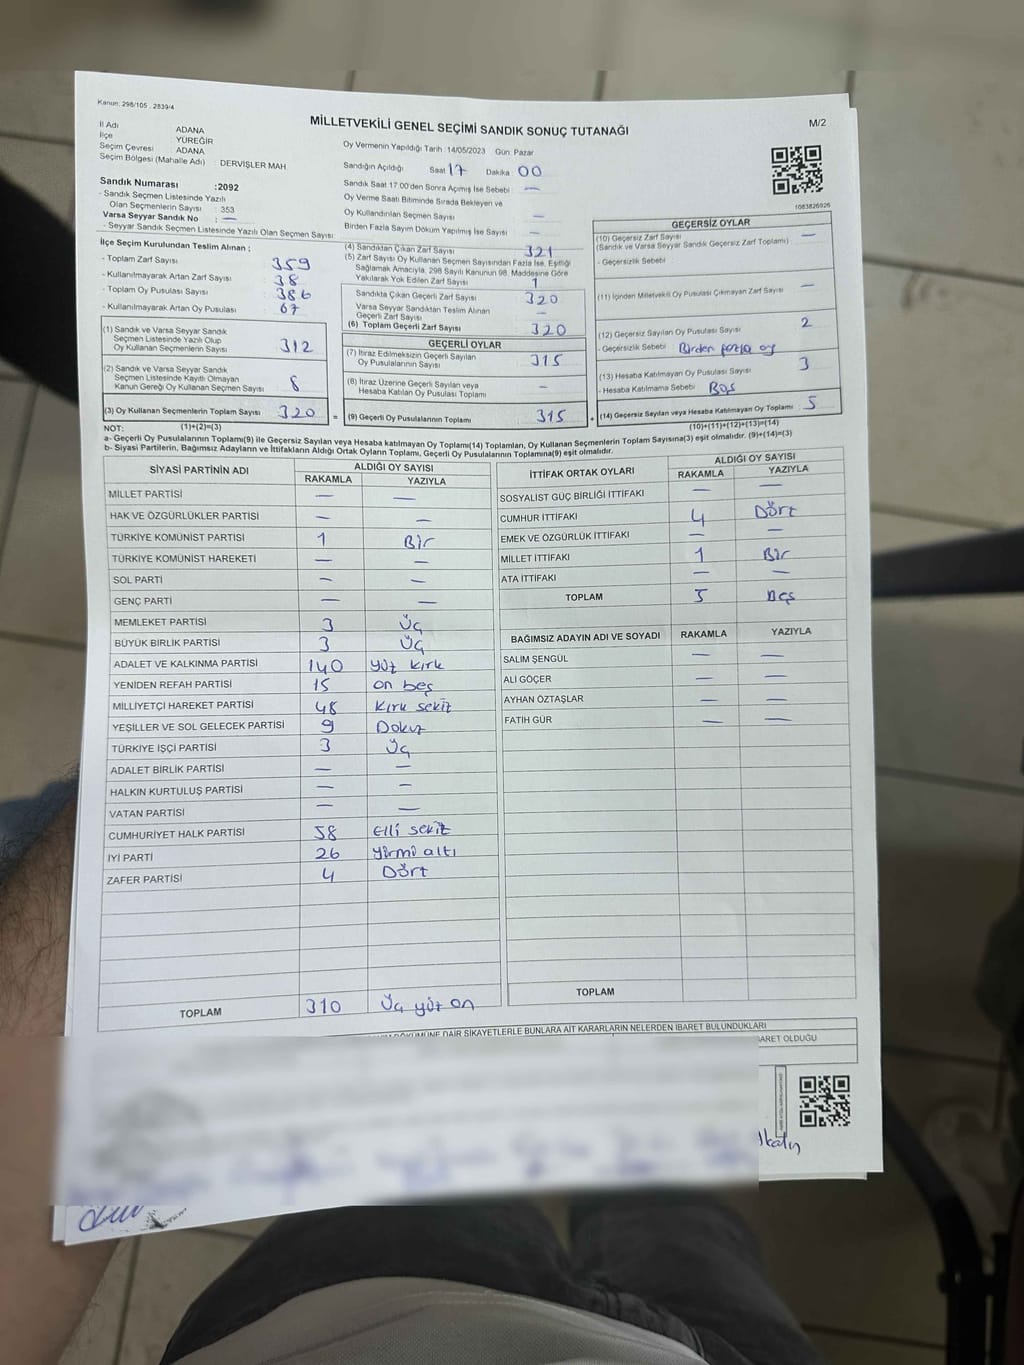 Kanun: 298/105 . 2839/4
MİLLETVEKİLİ GENEL SEÇİMİ SANDIK SONUÇ TUTANAĞI
M/2
İl Adı : ADANA
İlçe : YÜREĞİR
Seçim Çevresi : ADANA
Seçim Bölgesi (Mahalle Adı) : DERVİŞLER MAH
Sandık Numarası :2092
- Sandık Seçmen Listesinde Yazılı
Olan Seçmenlerin Sayısı : 353
Varsa Seyyar Sandık No : —
- Seyyar Sandık Seçmen Listesinde Yazılı Olan Seçmen Sayısı:
Oy Vermenin Yapıldığı Tarih : 14/05/2023 Gün: Pazar
Sandığın Açıldığı Saat 17 Dakika 00
Sandık Saat 17.00'den Sonra Açımış İse Sebebi : —
Oy Verme Saati Bitiminde Sırada Bekleyen ve
Oy Kullandırılan Seçmen Sayısı —
Birden Fazla Sayım Döküm Yapılmış İse Sayısı —
1083826926
İlçe Seçim Kurulundan Teslim Alınan ;
- Toplam Zarf Sayısı 359
- Kullanılmayarak Artan Zarf Sayısı 38
- Toplam Oy Pusulası Sayısı 386
- Kullanılmayarak Artan Oy Pusulası 67
(1) Sandık ve Varsa Seyyar Sandık
Seçmen Listesinde Yazılı Olup
Oy Kullanan Seçmenlerin Sayısı 312
(2) Sandık ve Varsa Seyyar Sandık
Seçmen Listesinde Kayıtlı Olmayan
Kanun Gereği Oy Kullanan Seçmen Sayısı 8
(3) Oy Kullanan Seçmenlerin Toplam Sayısı 320 =
(4) Sandıktan Çıkan Zarf Sayısı 321
(5) Zarf Sayısı Oy Kullanan Seçmen Sayısından Fazla İse, Eşitliği
Sağlamak Amacıyla, 298 Sayılı Kanunun 98. Maddesine Göre
Yakılarak Yok Edilen Zarf Sayısı 1
Sandıkta Çıkan Geçerli Zarf Sayısı 320
Varsa Seyyar Sandıktan Teslim Alınan
Geçerli Zarf Sayısı —
(6) Toplam Geçerli Zarf Sayısı 320
GEÇERLİ OYLAR
(7) İtiraz Edilmeksizin Geçerli Sayılan
Oy Pusulalarının Sayısı 315
(8) İtiraz Üzerine Geçerli Sayılan veya
Hesaba Katılan Oy Pusulası Toplamı —
(9) Geçerli Oy Pusulalarının Toplamı 315 +
GEÇERSİZ OYLAR
(10) Geçersiz Zarf Sayısı
(Sandık ve Varsa Seyyar Sandık Geçersiz Zarf Toplamı) —
- Geçersizlik Sebebi :
(11) İçinden Milletvekili Oy Pusulası Çıkmayan Zarf Sayısı —
(12) Geçersiz Sayılan Oy Pusulası Sayısı 2
- Geçersizlik Sebebi Birden fazla oy
(13) Hesaba Katılmayan Oy Pusulası Sayısı 3
- Hesaba Katılmama Sebebi Boş
(14) Geçersiz Sayılan veya Hesaba Katılmayan Oy Toplamı 5
NOT: (1)+(2)=(3) (10)+(11)+(12)+(13)=(14)
a- Geçerli Oy Pusulalarının Toplamı(9) ile Geçersiz Sayılan veya Hesaba katılmayan Oy Toplamı(14) Toplamları, Oy Kullanan Seçmenlerin Toplam Sayısına(3) eşit olmalıdır. (9)+(14)=(3)
b- Siyasi Partilerin, Bağımsız Adayların ve İttifakların Aldığı Ortak Oyların Toplamı, Geçerli Oy Pusulalarının Toplamına(9) eşit olmalıdır.
SİYASİ PARTİNİN ADI ALDIĞI OY SAYISI
RAKAMLA YAZIYLA
MİLLET PARTİSİ — —
HAK VE ÖZGÜRLÜKLER PARTİSİ — —
TÜRKİYE KOMÜNİST PARTİSİ 1 Bir
TÜRKİYE KOMÜNİST HAREKETİ — —
SOL PARTİ — —
GENÇ PARTİ — —
MEMLEKET PARTİSİ 3 Üç
BÜYÜK BİRLİK PARTİSİ 3 Üç
ADALET VE KALKINMA PARTİSİ 140 yüz kırk
YENİDEN REFAH PARTİSİ 15 on beş
MİLLİYETÇİ HAREKET PARTİSİ 48 Kırk sekiz
YEŞİLLER VE SOL GELECEK PARTİSİ 9 Dokuz
TÜRKİYE İŞÇİ PARTİSİ 3 Üç
ADALET BİRLİK PARTİSİ — —
HALKIN KURTULUŞ PARTİSİ — —
VATAN PARTİSİ — —
CUMHURİYET HALK PARTİSİ 58 Elli sekiz
İYİ PARTİ 26 yirmi altı
ZAFER PARTİSİ 4 Dört
TOPLAM 310 Üç yüz on
İTTİFAK ORTAK OYLARI ALDIĞI OY SAYISI
RAKAMLA YAZIYLA
SOSYALİST GÜÇ BİRLİĞİ İTTİFAKI — —
CUMHUR İTTİFAKI 4 Dört
EMEK VE ÖZGÜRLÜK İTTİFAKI — —
MİLLET İTTİFAKI 1 Bir
ATA İTTİFAKI — —
TOPLAM 5 Beş
BAĞIMSIZ ADAYIN ADI VE SOYADI RAKAMLA YAZIYLA
SALİM ŞENGÜL — —
ALİ GÖÇER — —
AYHAN ÖZTAŞLAR — —
FATİH GÜR — —
TOPLAM
DÖKÜMÜNE DAİR ŞİKAYETLERLE BUNLARA AİT KARARLARIN NELERDEN İBARET BULUNDUKLARI
BARET OLDUĞU